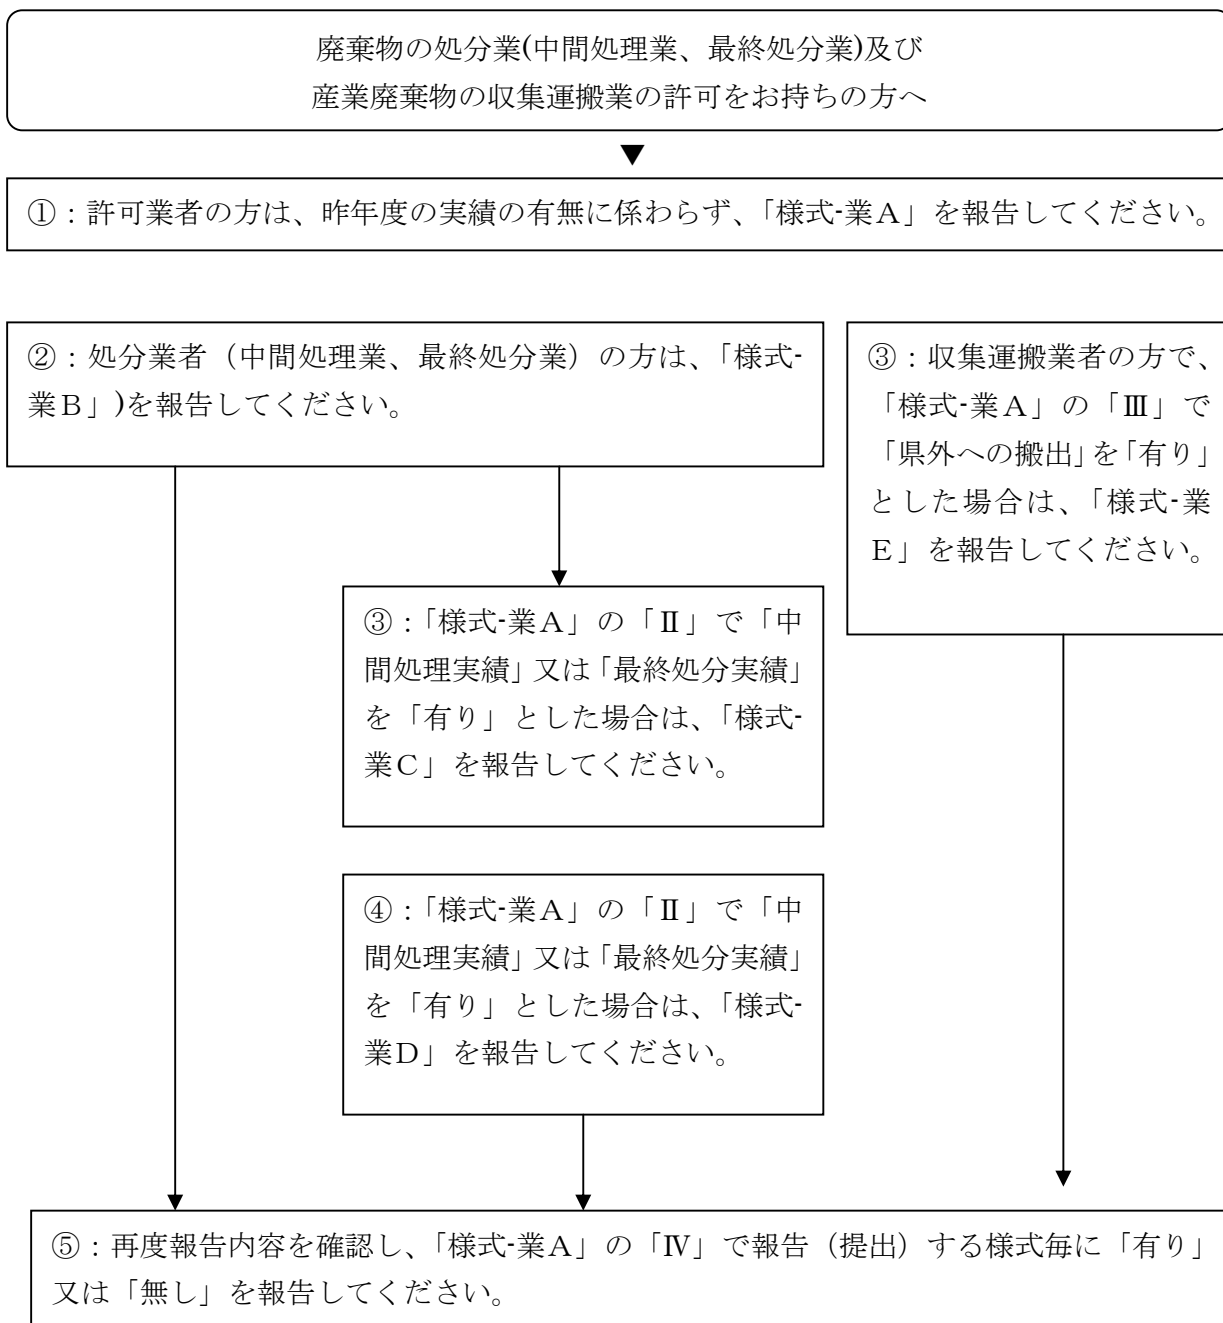 廃棄物の処分業(中間処理業、最終処分業)及び
産業廃棄物の収集運搬業の許可をお持ちの方へ
▼
①：許可業者の方は、昨年度の実績の有無に係わらず、「様式-業Ａ」を報告してください。
②：処分業者（中間処理業、最終処分業）の方は、「様式-
業Ｂ」)を報告してください。
③：収集運搬業者の方で、
「様式-業Ａ」の「Ⅲ」で
「県外への搬出」を「有り」
とした場合は、「様式-業
Ｅ」を報告してください。
③：「様式-業Ａ」の「Ⅱ」で「中
間処理実績」又は「最終処分実績」
を「有り」とした場合は、「様式-
業Ｃ」を報告してください。
④：「様式-業Ａ」の「Ⅱ」で「中
間処理実績」又は「最終処分実績」
を「有り」とした場合は、「様式-
業Ｄ」を報告してください。
⑤：再度報告内容を確認し、「様式-業Ａ」の「Ⅳ」で報告（提出）する様式毎に「有り」
又は「無し」を報告してください。